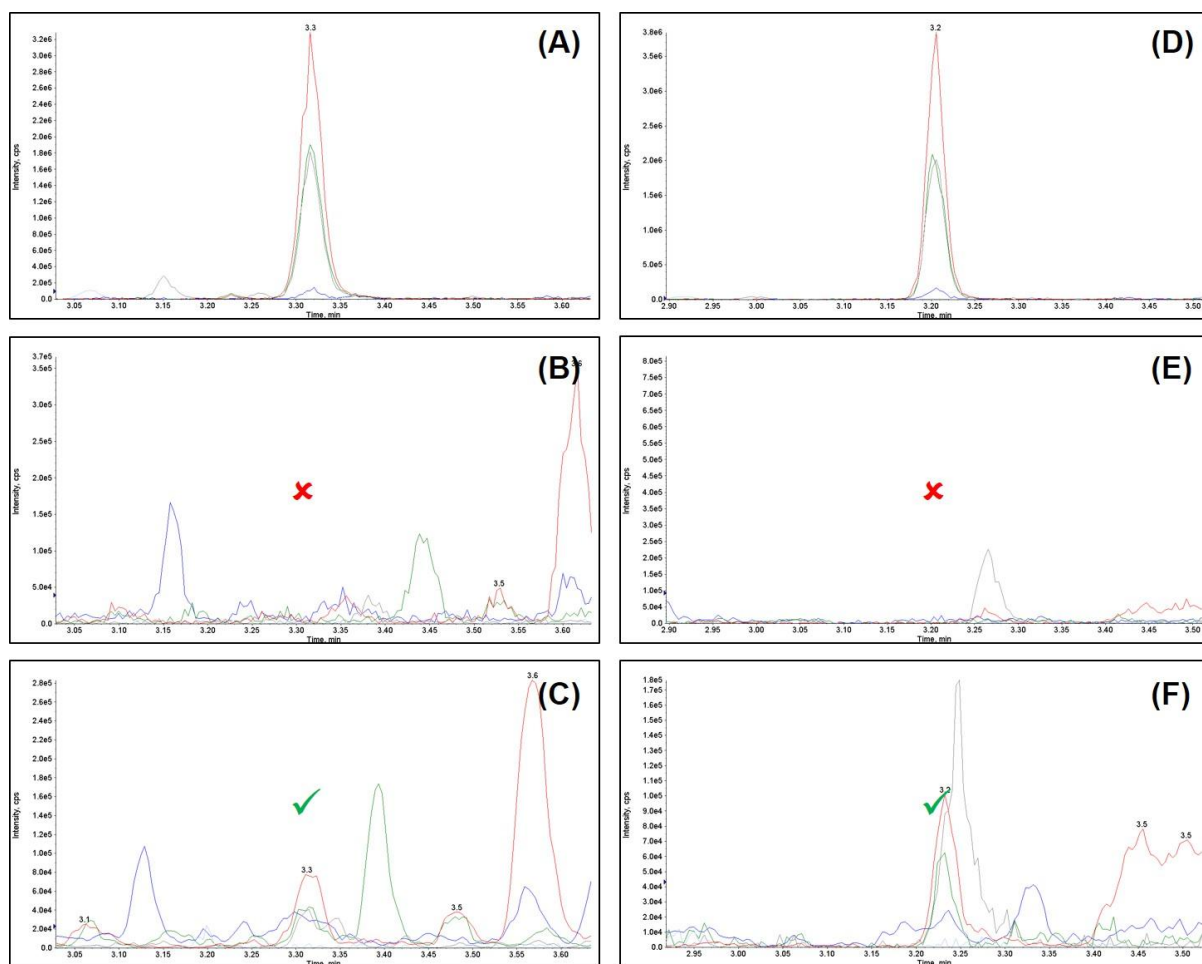 (A)
3.3
3.2e6
3.0e6
2.8e6
2.6e6
2.4e6
2.2e6
2.0e6
1.8e6
1.6e6
1.4e6
1.2e6
1.0e6
8.0e5
6.0e5
4.0e5
2.0e5
0.0
Intensity, cps
3.05 3.10 3.15 3.20 3.25 3.30 3.35 3.40 3.45 3.50 3.55 3.60
Time, min
(D)
3.2
3.8e6
3.5e6
3.0e6
2.5e6
2.0e6
1.5e6
1.0e6
5.0e5
0.0
Intensity, cps
2.90 2.95 3.00 3.05 3.10 3.15 3.20 3.25 3.30 3.35 3.40 3.45 3.50
Time, min
(B)
3.7e5
3.5e5
3.0e5
2.5e5
2.0e5
1.5e5
1.0e5
5.0e4
0.0
3.5
Intensity, cps
3.05 3.10 3.15 3.20 3.25 3.30 3.35 3.40 3.45 3.50 3.55 3.60
Time, min
(E)
8.0e5
7.5e5
7.0e5
6.5e5
6.0e5
5.5e5
5.0e5
4.5e5
4.0e5
3.5e5
3.0e5
2.5e5
2.0e5
1.5e5
1.0e5
5.0e4
0.0
Intensity, cps
2.90 2.95 3.00 3.05 3.10 3.15 3.20 3.25 3.30 3.35 3.40 3.45 3.50
Time, min
(C)
3.6
2.8e5
2.6e5
2.4e5
2.2e5
2.0e5
1.8e5
1.6e5
1.4e5
1.2e5
1.0e5
8.0e4
6.0e4
4.0e4
2.0e4
0.0
3.1
3.3
3.5
Intensity, cps
3.05 3.10 3.15 3.20 3.25 3.30 3.35 3.40 3.45 3.50 3.55 3.60
Time, min
(F)
1.8e5
1.7e5
1.6e5
1.5e5
1.4e5
1.3e5
1.2e5
1.1e5
1.0e5
9.0e4
8.0e4
7.0e4
6.0e4
5.0e4
4.0e4
3.0e4
2.0e4
1.0e4
0.0
3.2
3.5
3.5
Intensity, cps
2.95 3.00 3.05 3.10 3.15 3.20 3.25 3.30 3.35 3.40 3.45 3.50
Time, min